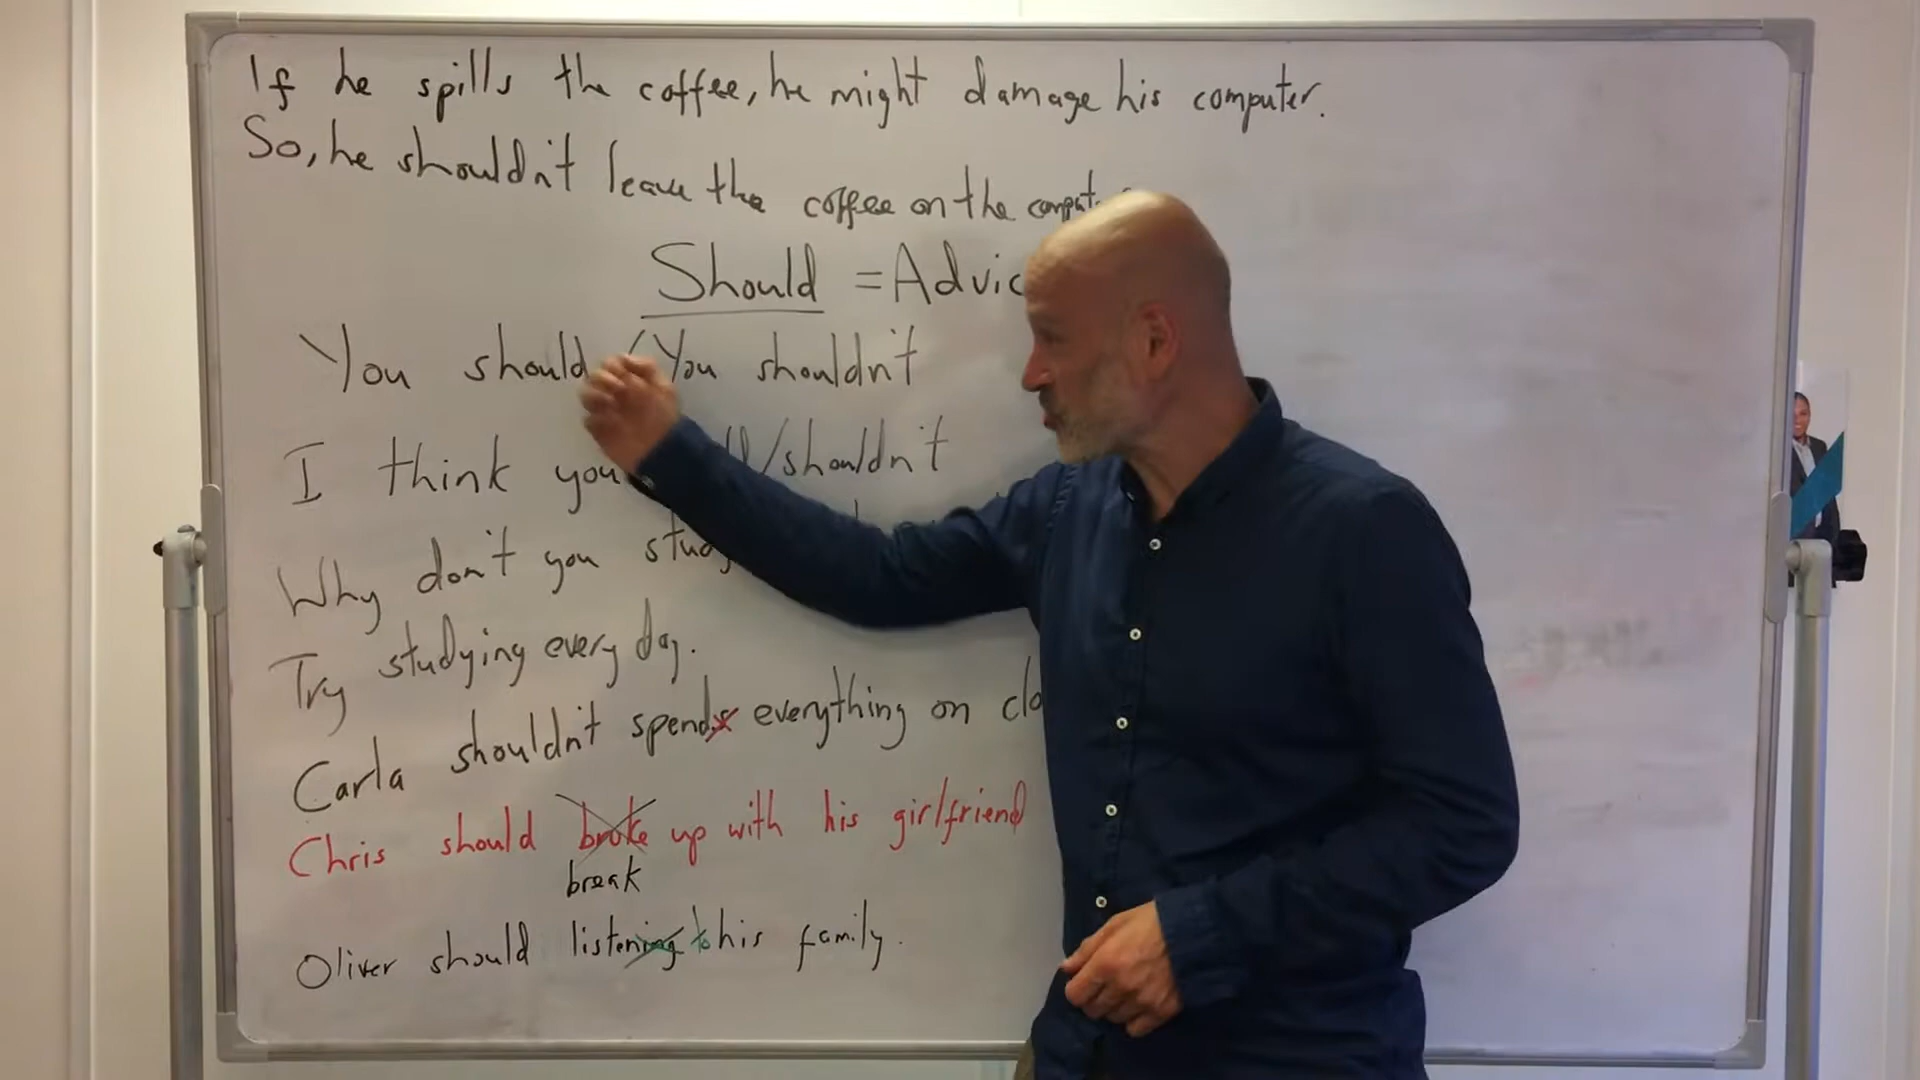 If he spills the coffee, he might damage his computer.
So, he shouldn't leave the coffee on the
Should = Advic
You should / You shouldn't
I think you /shouldn't
Why don't you
Try studying every day.
Carla shouldn't spends everything on
Chris should broke up with his girlfriend
break
Oliver should listening to his family.